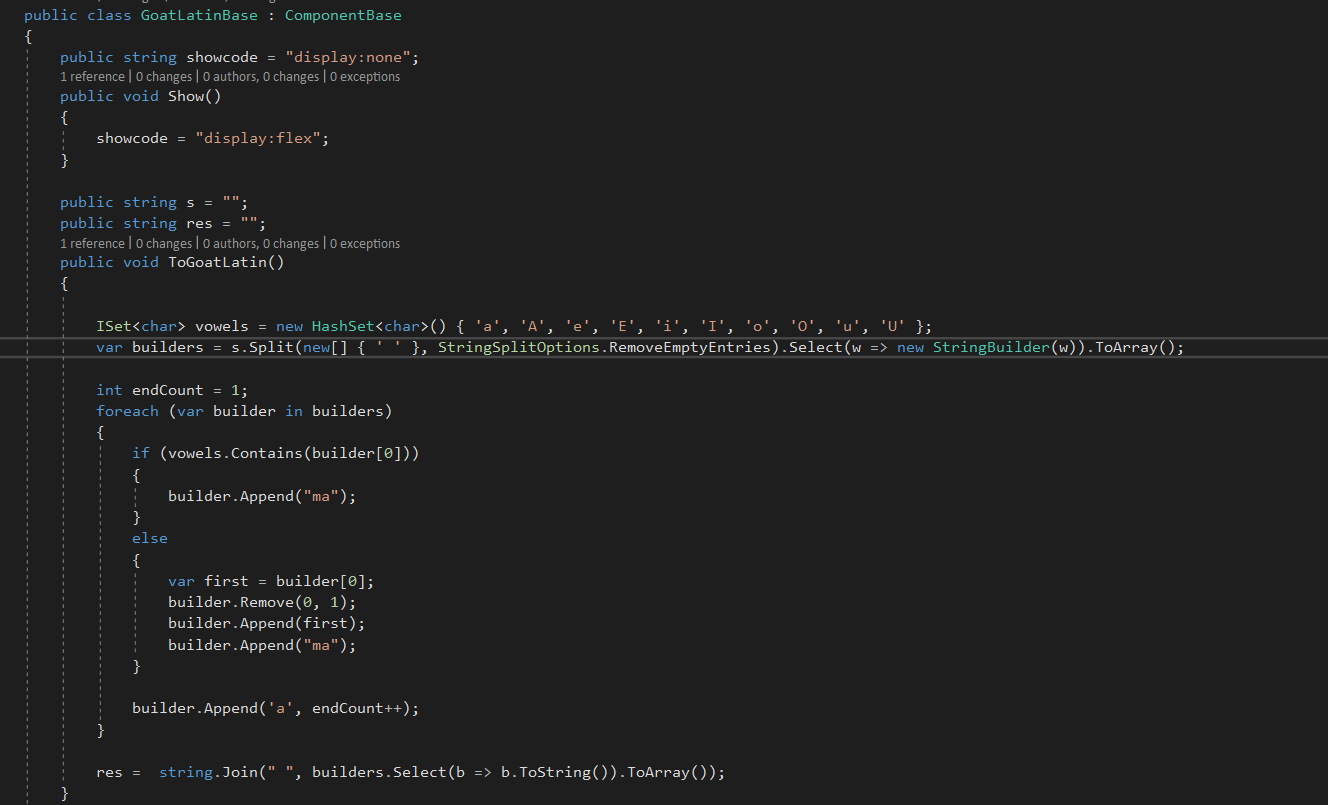 public class GoatLatinBase : ComponentBase
{
public string showcode = "display:none";
1 reference | 0 changes | 0 authors, 0 changes | 0 exceptions
public void Show()
{
showcode = "display:flex";
}
public string s = "";
public string res = "";
1 reference | 0 changes | 0 authors, 0 changes | 0 exceptions
public void ToGoatLatin()
{
ISet<char> vowels = new HashSet<char>() { 'a', 'A', 'e', 'E', 'i', 'I', 'o', 'O', 'u', 'U' };
var builders = s.Split(new[] { ' ' }, StringSplitOptions.RemoveEmptyEntries).Select(w => new StringBuilder(w)).ToArray();
int endCount = 1;
foreach (var builder in builders)
{
if (vowels.Contains(builder[0]))
{
builder.Append("ma");
}
else
{
var first = builder[0];
builder.Remove(0, 1);
builder.Append(first);
builder.Append("ma");
}
builder.Append('a', endCount++);
}
res =  string.Join(" ", builders.Select(b => b.ToString()).ToArray());
}